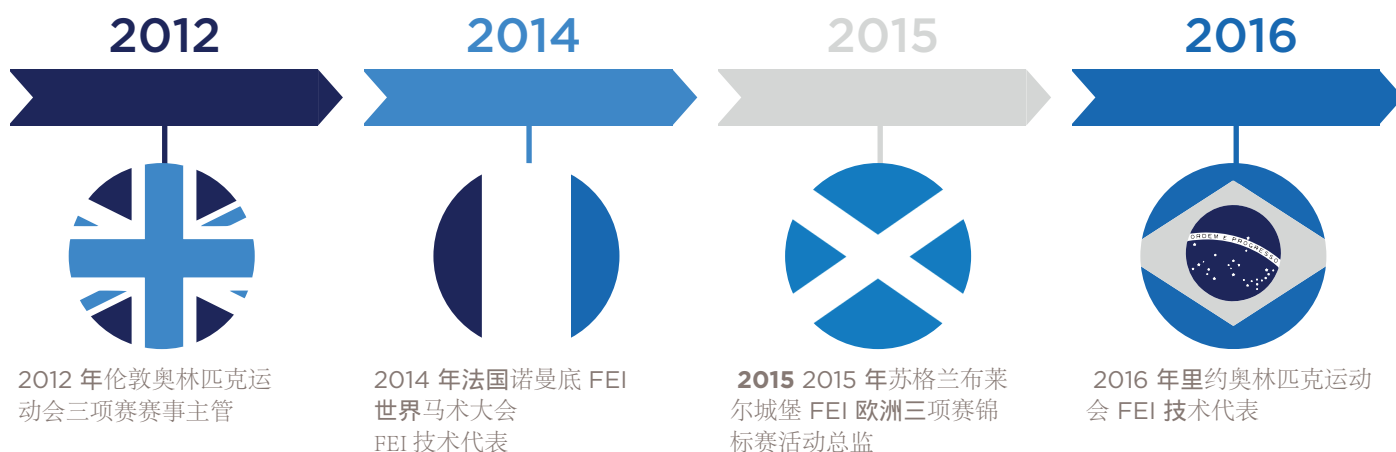 2012
2014
2015
2016
ORDEM E PROGRESSO
2012 年伦敦奥林匹克运
动会三项赛赛事主管
2014 年法国诺曼底 FEI
世界马术大会
FEI 技术代表
2015 2015 年苏格兰布莱
尔城堡 FEI 欧洲三项赛锦
标赛活动总监
2016 年里约奥林匹克运动
会 FEI 技术代表